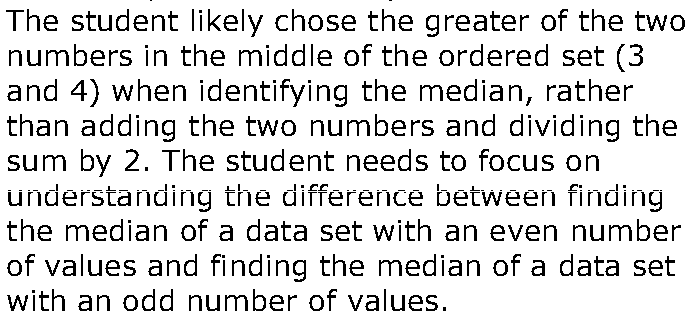 The student likely chose the greater of the two
numbers in the middle of the ordered set (3
and 4) when identifying the median, rather
than adding the two numbers and dividing the
sum by 2. The student needs to focus on
understanding the difference between finding
the median of a data set with an even number
of values and finding the median of a data set
with an odd number of values.